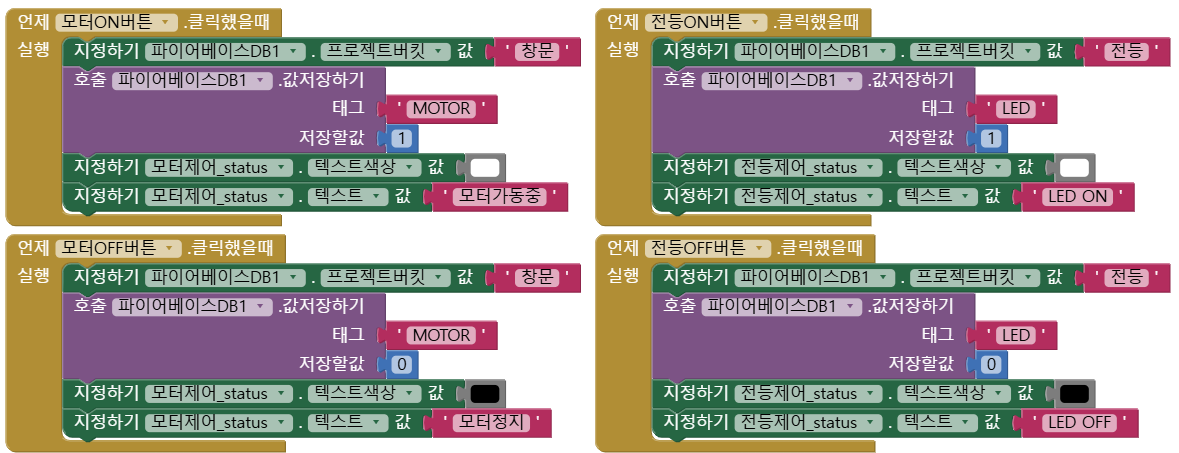 언제 모터ON버튼 .클릭했을때
실행 지정하기 파이어베이스DB1 . 프로젝트버킷 값 ' 창문 '
호출 파이어베이스DB1 .값저장하기
태그 ' MOTOR '
저장할값 1
지정하기 모터제어_status . 텍스트색상 값
지정하기 모터제어_status . 텍스트 값 ' 모터가동중 '
언제 전등ON버튼 .클릭했을때
실행 지정하기 파이어베이스DB1 . 프로젝트버킷 값 ' 전등 '
호출 파이어베이스DB1 .값저장하기
태그 ' LED '
저장할값 1
지정하기 전등제어_status . 텍스트색상 값
지정하기 전등제어_status . 텍스트 값 ' LED ON '
언제 모터OFF버튼 .클릭했을때
실행 지정하기 파이어베이스DB1 . 프로젝트버킷 값 ' 창문 '
호출 파이어베이스DB1 .값저장하기
태그 ' MOTOR '
저장할값 0
지정하기 모터제어_status . 텍스트색상 값
지정하기 모터제어_status . 텍스트 값 ' 모터정지 '
언제 전등OFF버튼 .클릭했을때
실행 지정하기 파이어베이스DB1 . 프로젝트버킷 값 ' 전등 '
호출 파이어베이스DB1 .값저장하기
태그 ' LED '
저장할값 0
지정하기 전등제어_status . 텍스트색상 값
지정하기 전등제어_status . 텍스트 값 ' LED OFF '